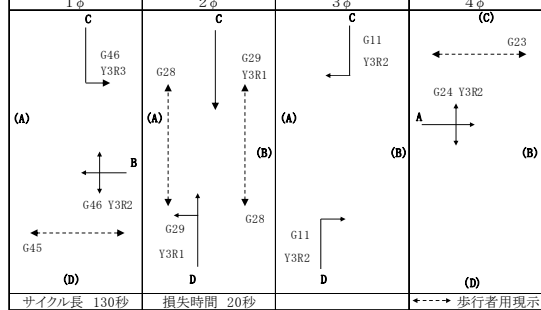 1φ 2φ 3φ 4φ
C
G46
Y3R3
(A)
B
G46 Y3R2
G45
(D)
C
G28
G29
Y3R1
(A)
(B)
G29
G28
Y3R1
D
C
G11
Y3R2
(A)
(B)
G11
Y3R2
D
(C)
G23
G24 Y3R2
A
(B)
(D)
サイクル長 130秒 損失時間 20秒 歩行者用現示